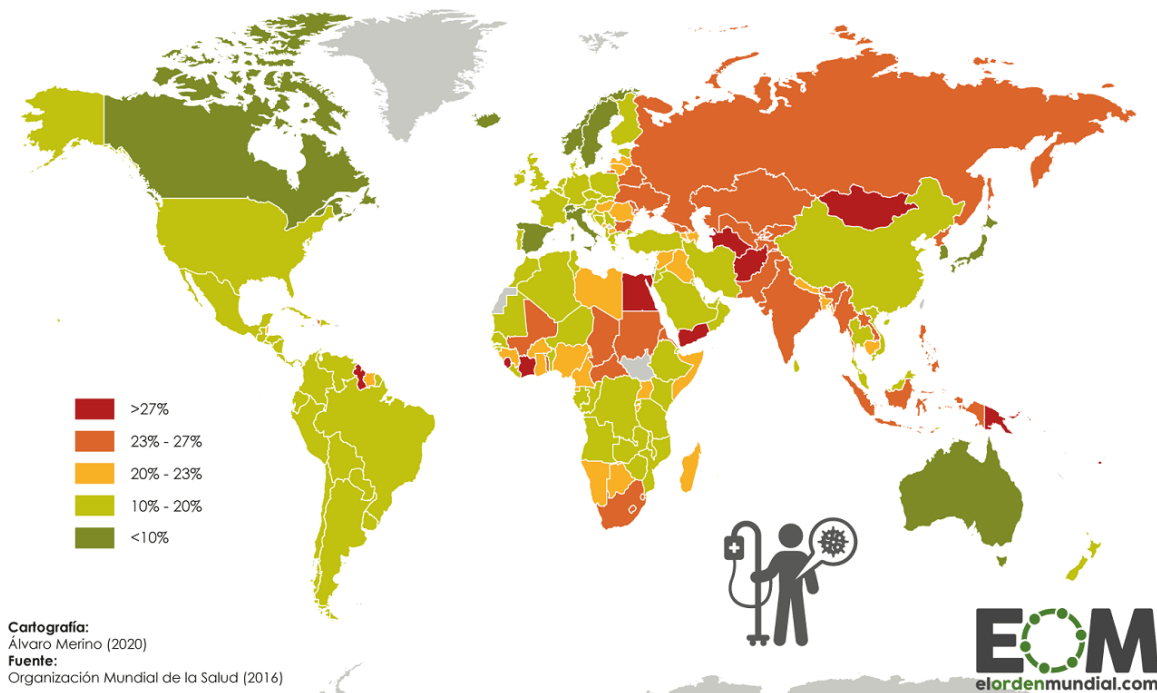 >27%
23% - 27%
20% - 23%
10% - 20%
<10%
Cartografía:
Álvaro Merino (2020)
Fuente:
Organización Mundial de la Salud (2016)
EOM
elordenmundial.com